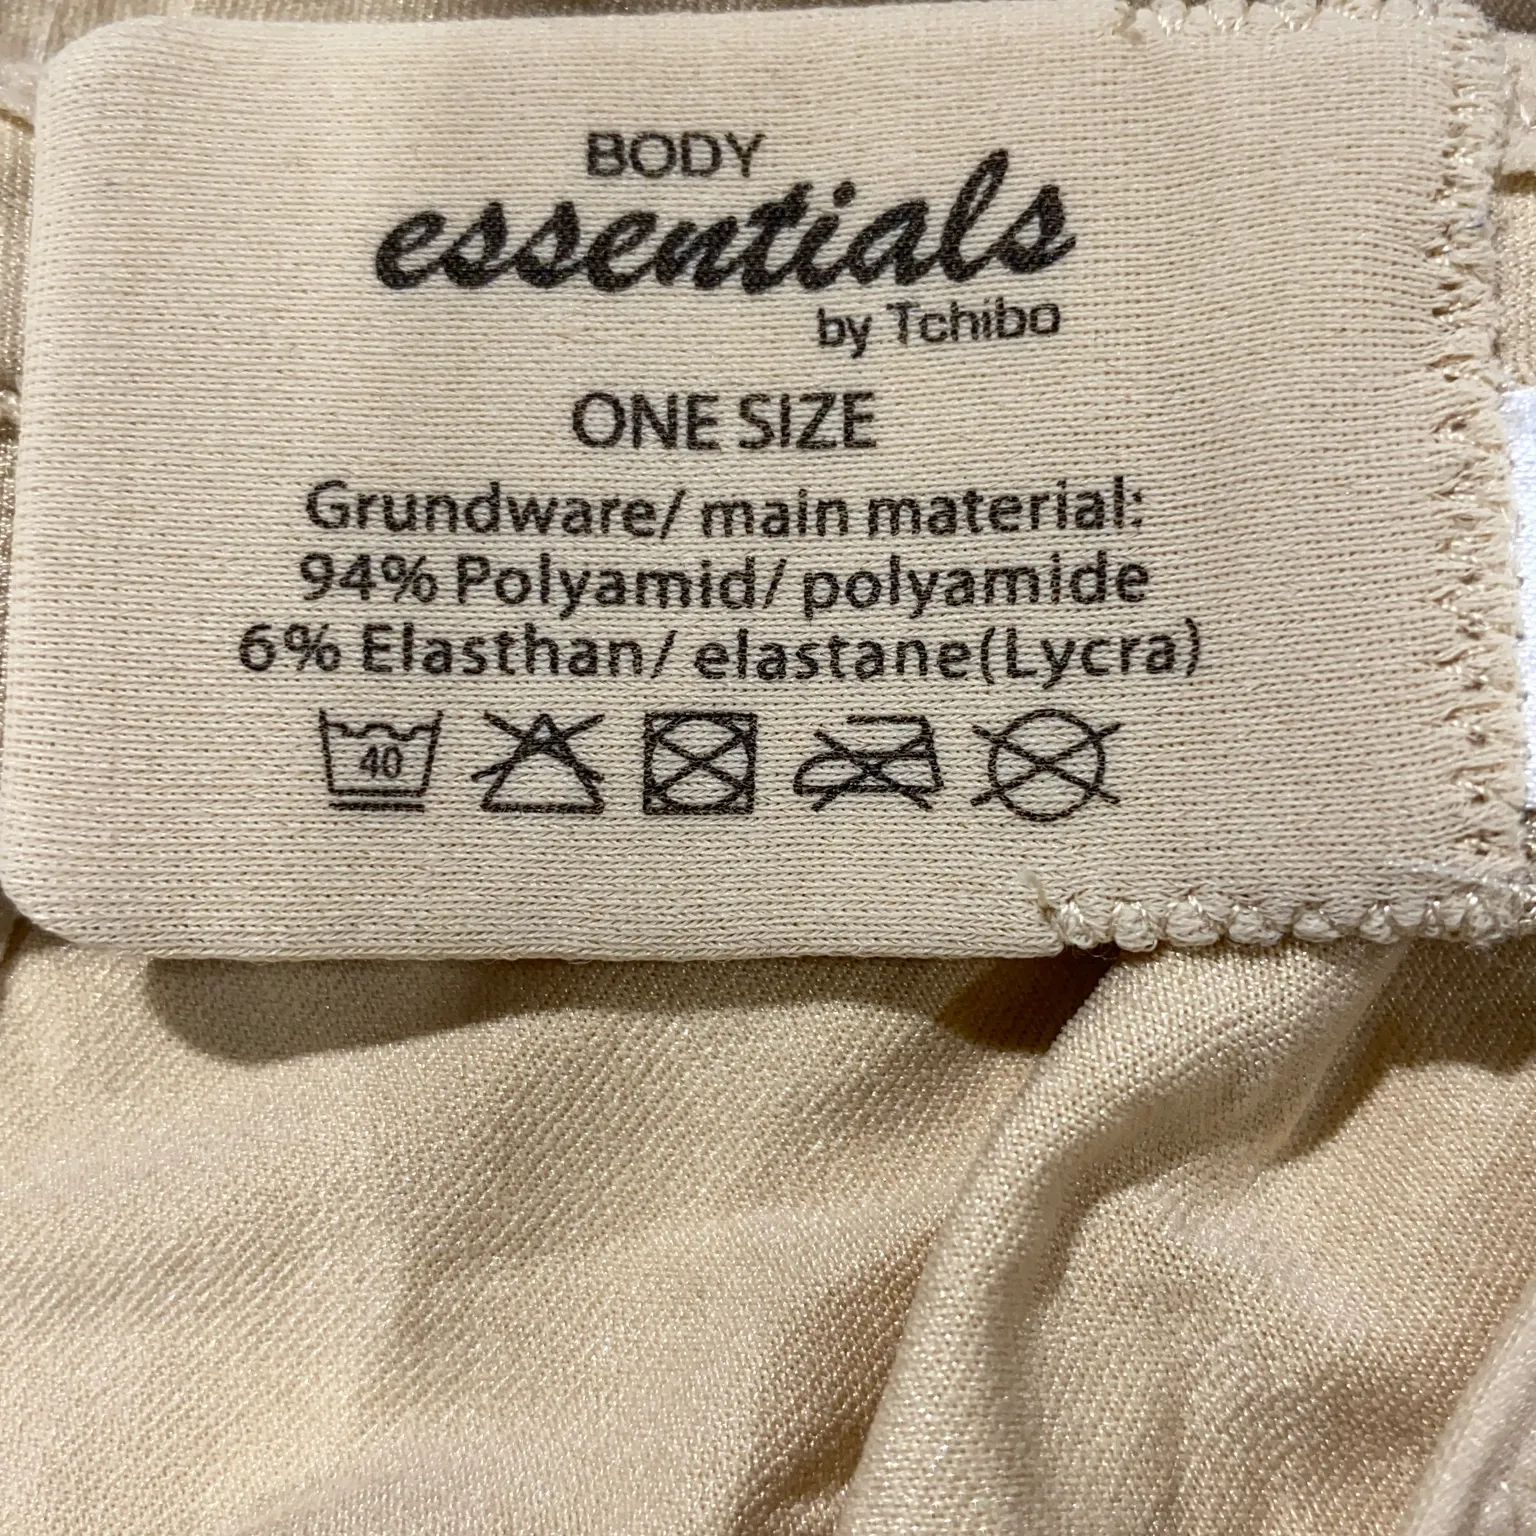 BODY
essentials
by Tchibo
ONE SIZE
Grundware/ main material:
94% Polyamid/ polyamide
6% Elasthan/ elastane(Lycra)
40